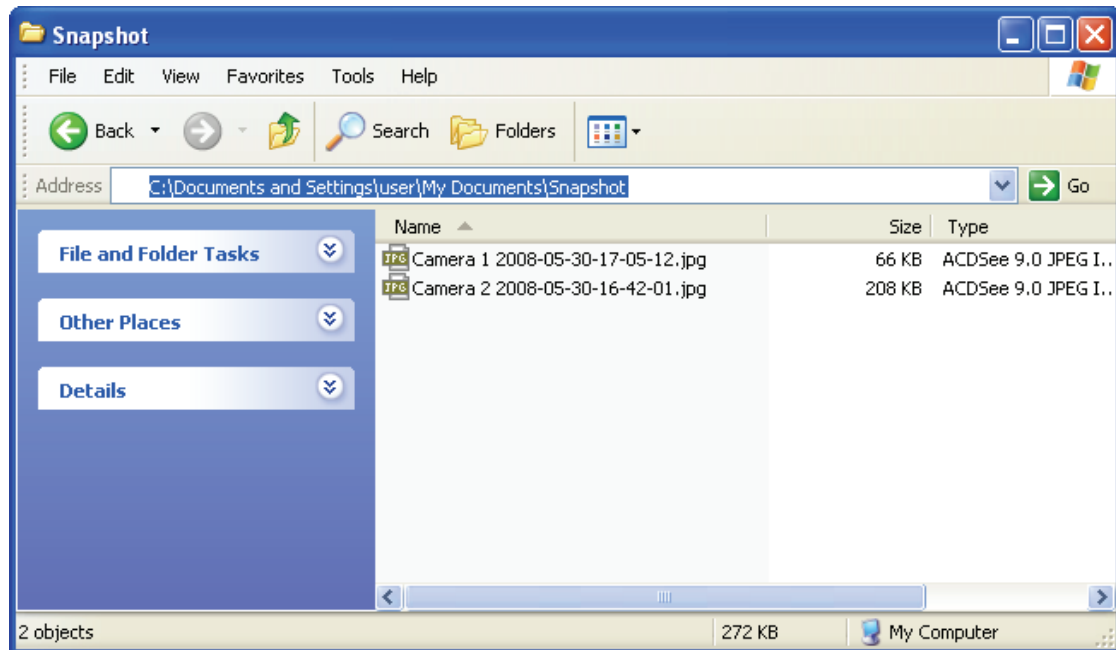 Snapshot
File Edit View Favorites Tools Help
Back Search Folders
Address C:\Documents and Settings\user\My Documents\Snapshot Go
Name Size Type
File and Folder Tasks
JPG Camera 1 2008-05-30-17-05-12.jpg 66 KB ACDSee 9.0 JPEG I...
JPG Camera 2 2008-05-30-16-42-01.jpg 208 KB ACDSee 9.0 JPEG I...
Other Places
Details
2 objects 272 KB My Computer